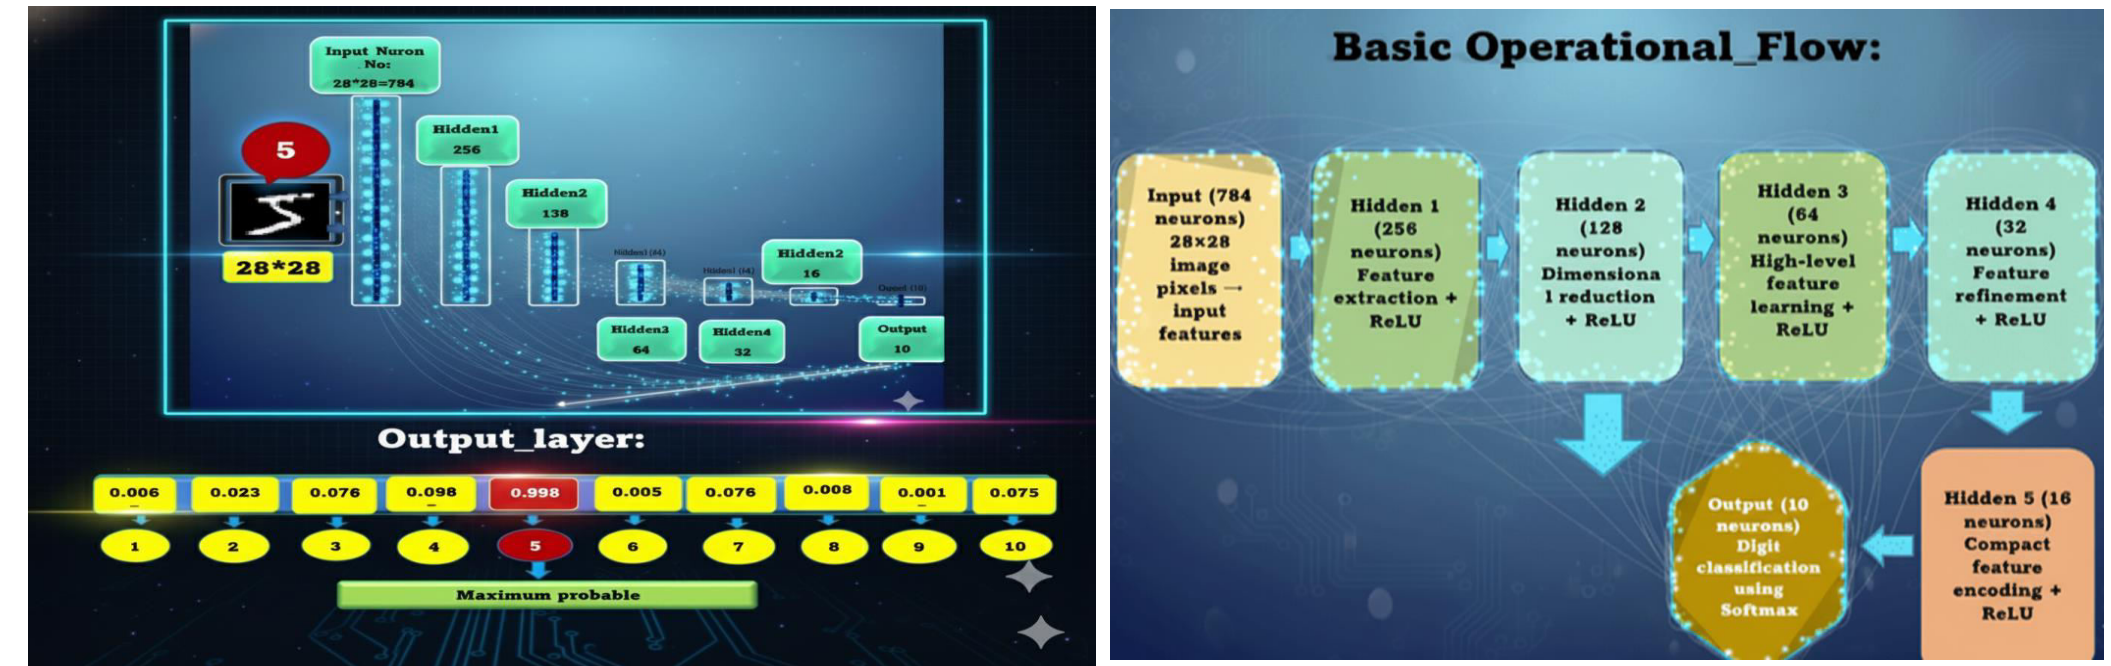 Input Nuron
No:
28*28=784
Hidden1
256
5
Hidden2
138
28*28
Hidden3 (64)
Hidden2
16
Output (10)
Hidden3
64
Hidden4
32
Output
10
Output_layer:
0.006
0.023
0.076
0.098
0.998
0.005
0.076
0.008
0.001
0.075
1
2
3
4
5
6
7
8
9
10
Maximum probable
Basic Operational_Flow:
Input (784
neurons)
28×28
image
pixels →
input
features
Hidden 1
(256
neurons)
Feature
extraction +
ReLU
Hidden 2
(128
neurons)
Dimensiona
l reduction
+ ReLU
Hidden 3
(64
neurons)
High-level
feature
learning +
ReLU
Hidden 4
(32
neurons)
Feature
refinement
+ ReLU
Output (10
neurons)
Digit
classification
using
Softmax
Hidden 5 (16
neurons)
Compact
feature
encoding +
ReLU